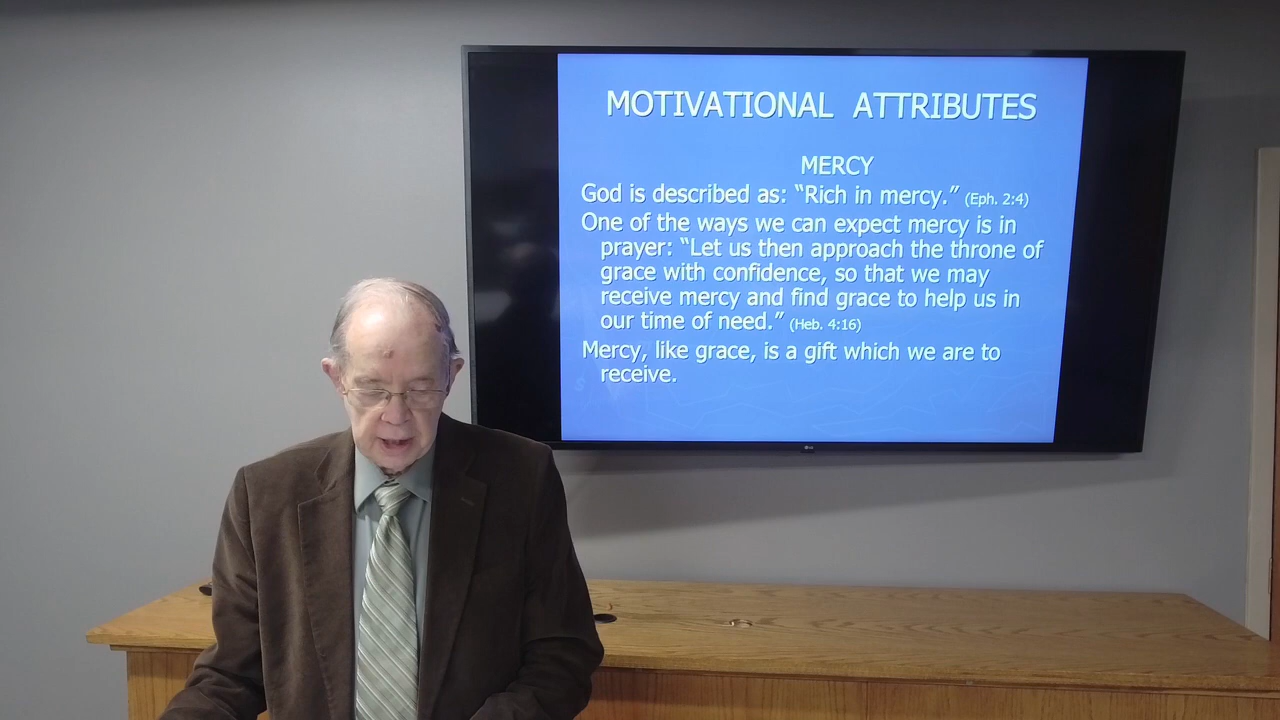 MOTIVATIONAL ATTRIBUTES
MERCY
God is described as: “Rich in mercy.” (Eph. 2:4)
One of the ways we can expect mercy is in
prayer: “Let us then approach the throne of
grace with confidence, so that we may
receive mercy and find grace to help us in
our time of need.” (Heb. 4:16)
Mercy, like grace, is a gift which we are to
receive.
LG